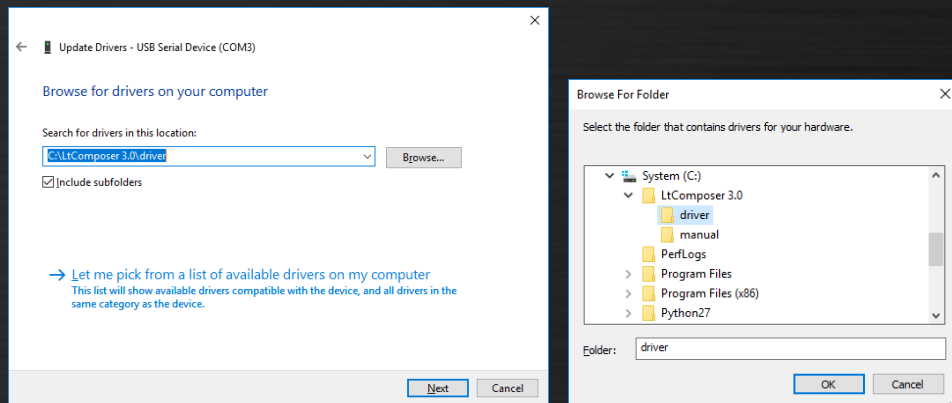 Update Drivers - USB Serial Device (COM3)
Browse for drivers on your computer
Search for drivers in this location:
C:\LtComposer 3.0\driver
Browse...
Include subfolders
Let me pick from a list of available drivers on my computer
This list will show available drivers compatible with the device, and all drivers in the
same category as the device.
Next
Cancel
Browse For Folder
Select the folder that contains drivers for your hardware.
System (C:)
LtComposer 3.0
driver
manual
PerfLogs
Program Files
Program Files (x86)
Python27
Folder:
driver
OK
Cancel